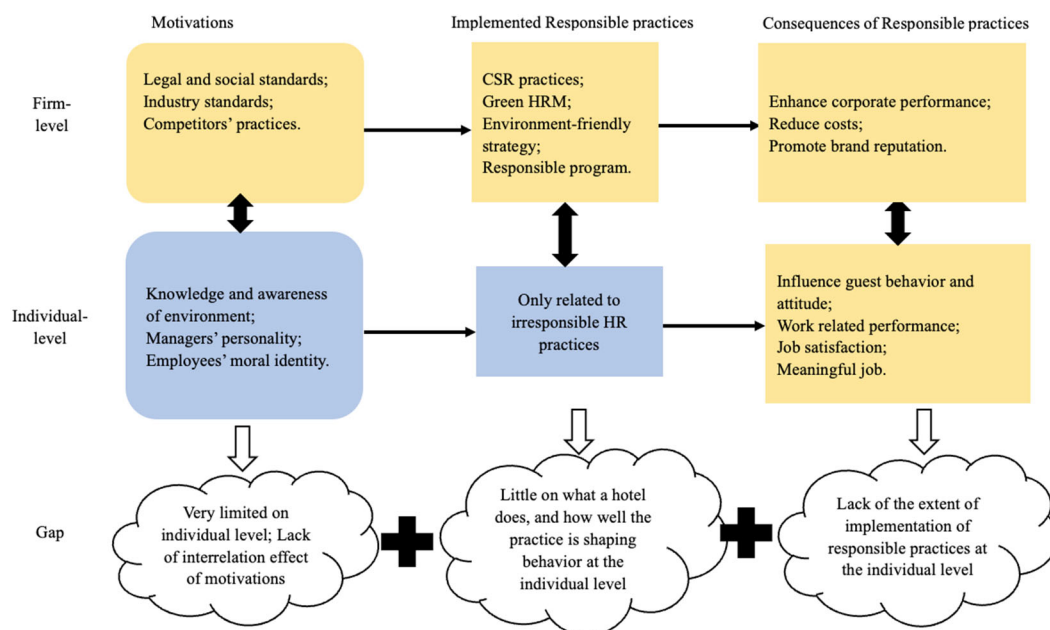 Motivations
Implemented Responsible practices
Consequences of Responsible practices
Firm-
level
Legal and social standards;
Industry standards;
Competitors’ practices.
CSR practices;
Green HRM;
Environment-friendly
strategy;
Responsible program.
Enhance corporate performance;
Reduce costs;
Promote brand reputation.
Individual-
level
Knowledge and awareness
of environment;
Managers’ personality;
Employees’ moral identity.
Only related to
irresponsible HR
practices
Influence guest behavior and
attitude;
Work related performance;
Job satisfaction;
Meaningful job.
Gap
Very limited on
individual level; Lack
of interrelation effect
of motivations
Little on what a hotel
does, and how well the
practice is shaping
behavior at the
individual level
Lack of the extent of
implementation of
responsible practices at
the individual level